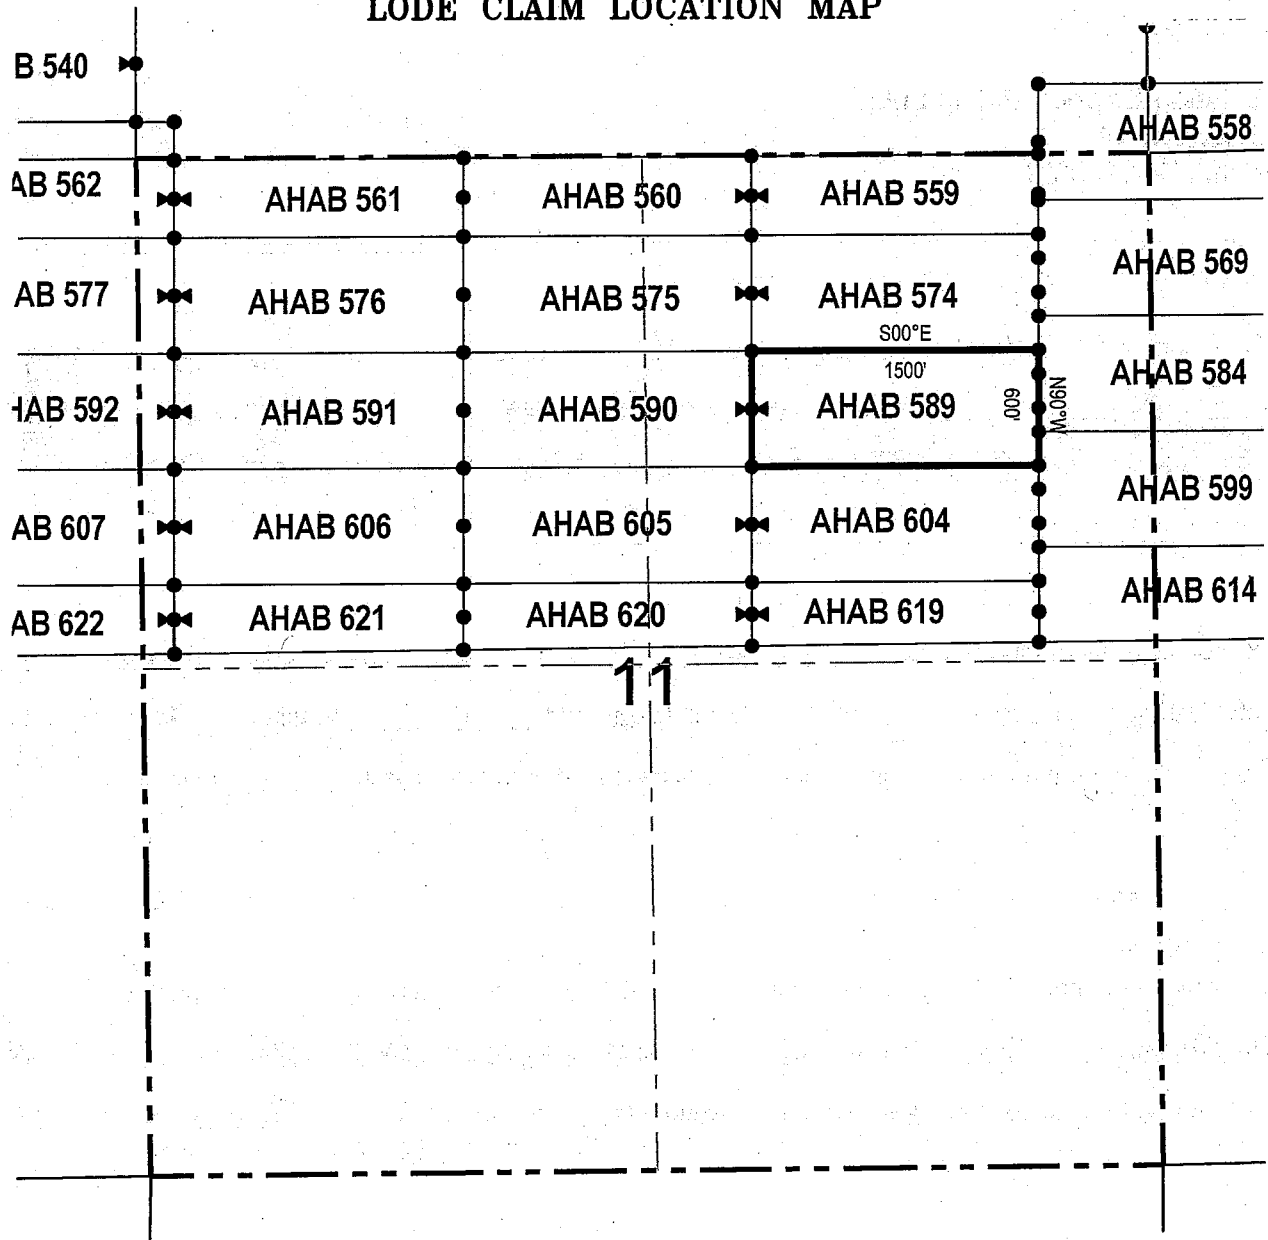 LODE CLAIM LOCATION MAP
B 540
AHAB 558
AB 562
AHAB 561
AHAB 560
AHAB 559
AHAB 569
AB 577
AHAB 576
AHAB 575
AHAB 574
S00°E
1500'
AHAB 584
HAB 592
AHAB 591
AHAB 590
AHAB 589
600'
N90°W
AHAB 599
AB 607
AHAB 606
AHAB 605
AHAB 604
AHAB 614
AB 622
AHAB 621
AHAB 620
AHAB 619
11